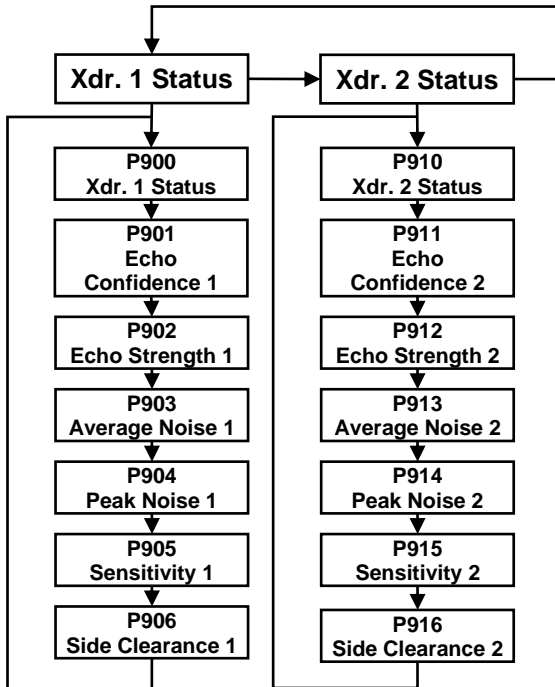 Xdr. 1 Status
Xdr. 2 Status
P900
Xdr. 1 Status
P901
Echo
Confidence 1
P902
Echo Strength 1
P903
Average Noise 1
P904
Peak Noise 1
P905
Sensitivity 1
P906
Side Clearance 1
P910
Xdr. 2 Status
P911
Echo
Confidence 2
P912
Echo Strength 2
P913
Average Noise 2
P914
Peak Noise 2
P915
Sensitivity 2
P916
Side Clearance 2